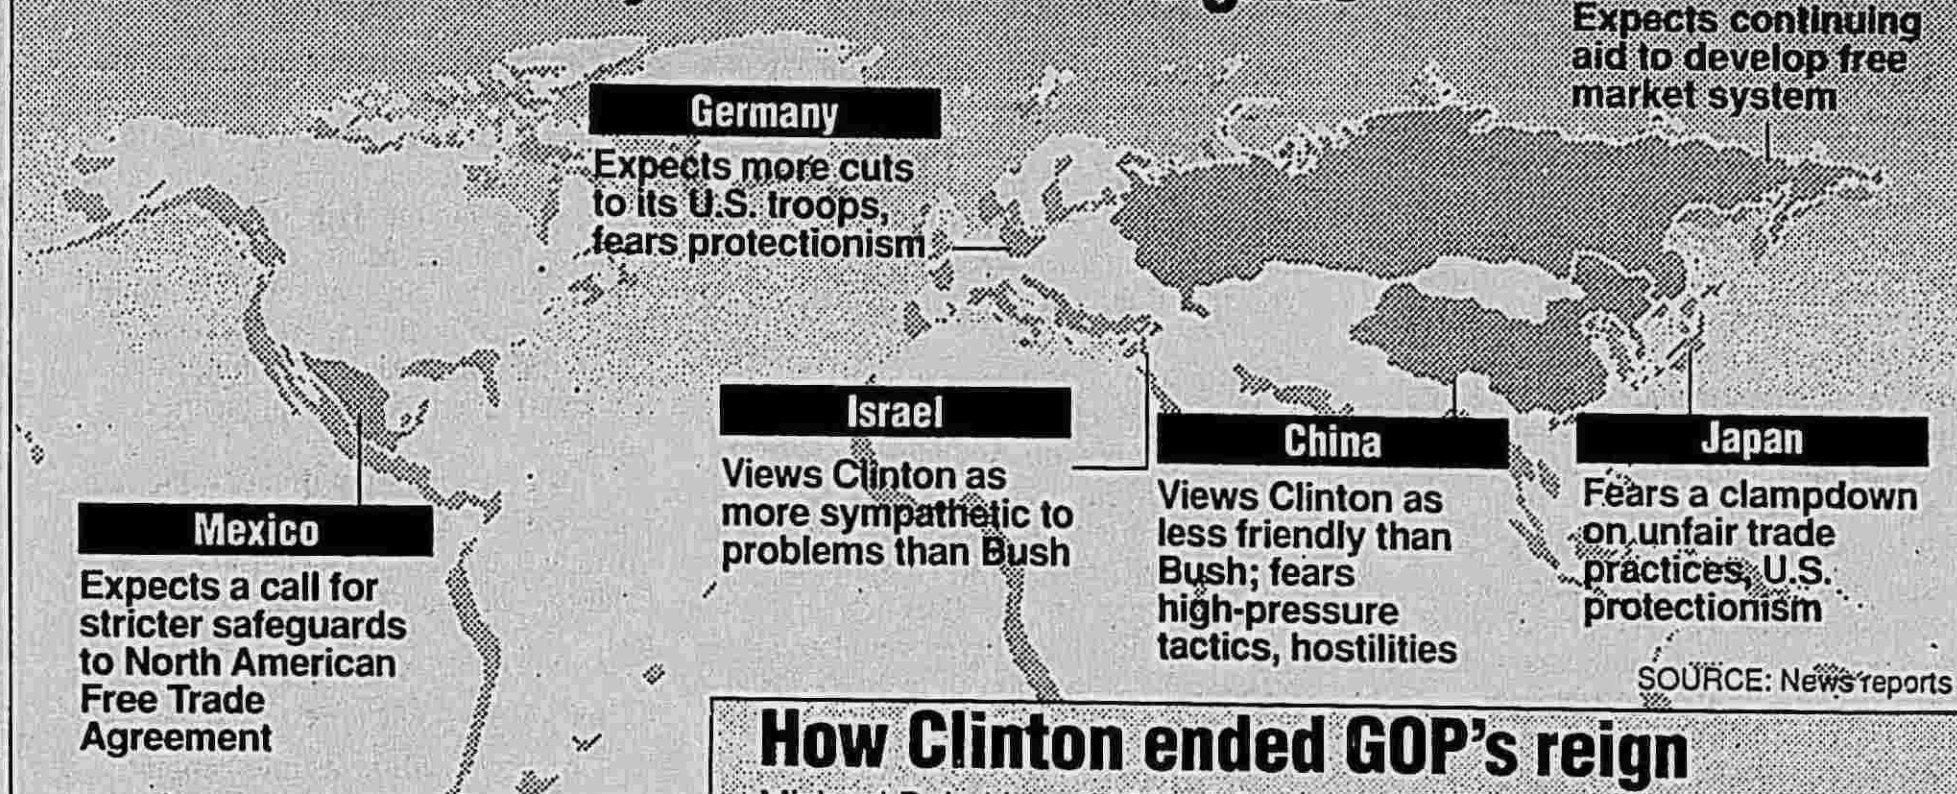 Expects continuing
aid to develop free
market system
Germany
Expects more cuts
to its U.S. troops,
fears protectionism
Israel
Views Clinton as
more sympathetic to
problems than Bush
China
Views Clinton as
less friendly than
Bush; fears
high-pressure
tactics, hostilities
Japan
Fears a clampdown
on unfair trade
practices, U.S.
protectionism
Mexico
Expects a call for
stricter safeguards
to North American
Free Trade
Agreement
SOURCE: News reports
How Clinton ended GOP's reign